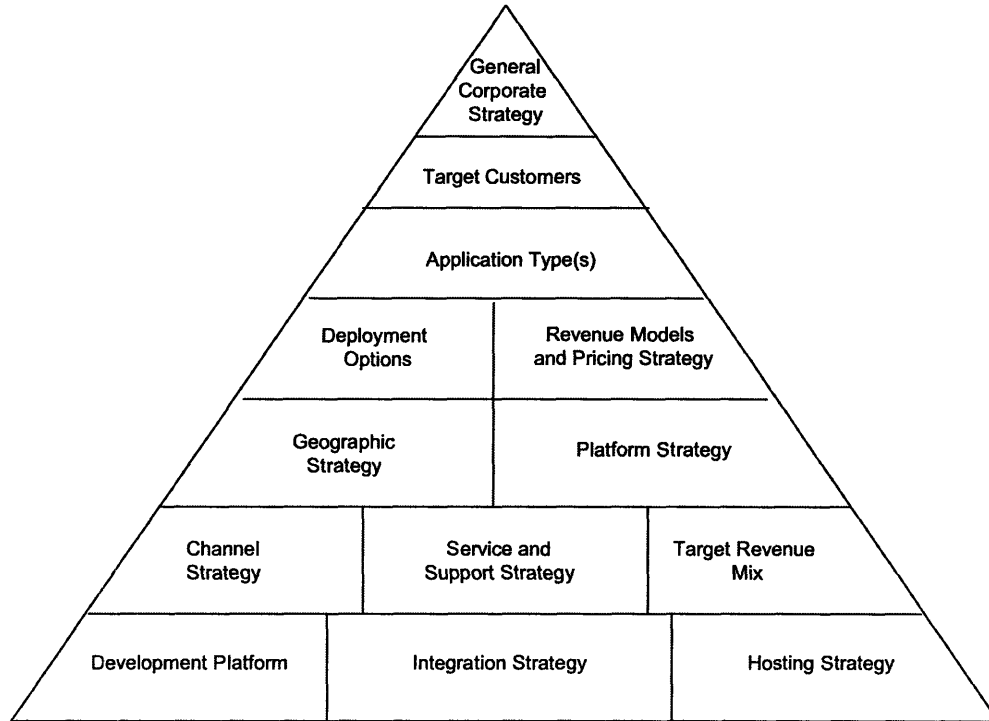 General
Corporate
Strategy
Target Customers
Application Type(s)
Deployment
Options
Revenue Models
and Pricing Strategy
Geographic
Strategy
Platform Strategy
Channel
Strategy
Service and
Support Strategy
Target Revenue
Mix
Development Platform
Integration Strategy
Hosting Strategy